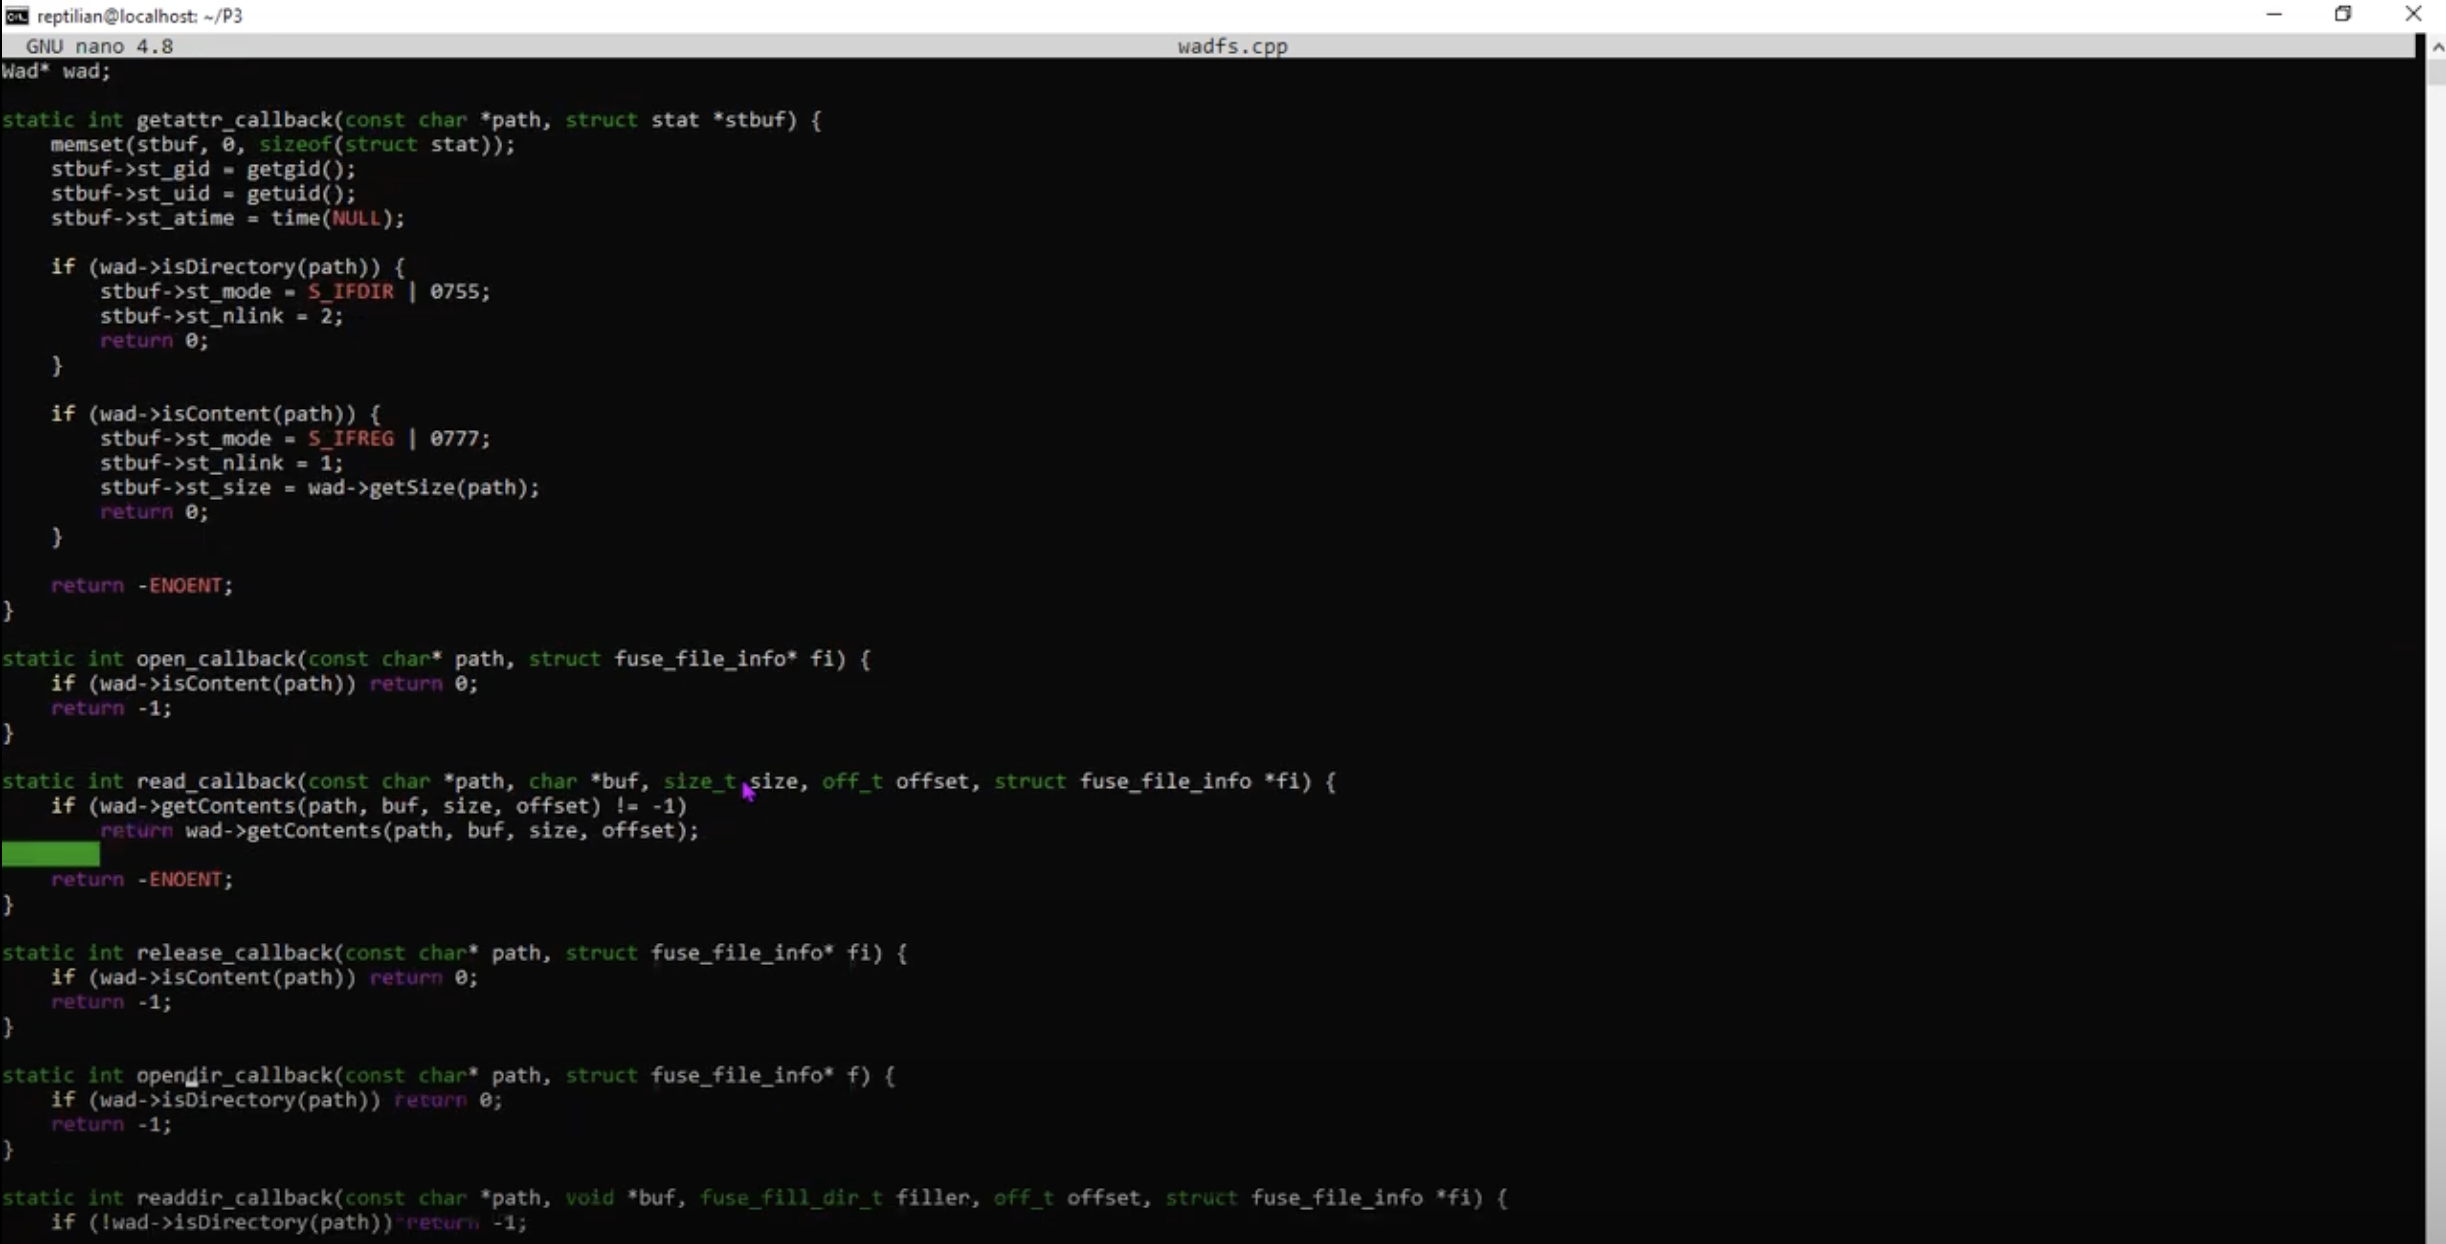 reptilian@localhost: ~/P3
GNU nano 4.8 wadfs.cpp
Wad* wad;
static int getattr_callback(const char *path, struct stat *stbuf) {
    memset(stbuf, 0, sizeof(struct stat));
    stbuf->st_gid = getgid();
    stbuf->st_uid = getuid();
    stbuf->st_atime = time(NULL);
    if (wad->isDirectory(path)) {
        stbuf->st_mode = S_IFDIR | 0755;
        stbuf->st_nlink = 2;
        return 0;
    }
    if (wad->isContent(path)) {
        stbuf->st_mode = S_IFREG | 0777;
        stbuf->st_nlink = 1;
        stbuf->st_size = wad->getSize(path);
        return 0;
    }
    return -ENOENT;
}
static int open_callback(const char* path, struct fuse_file_info* fi) {
    if (wad->isContent(path)) return 0;
    return -1;
}
static int read_callback(const char *path, char *buf, size_t size, off_t offset, struct fuse_file_info *fi) {
    if (wad->getContents(path, buf, size, offset) != -1)
        return wad->getContents(path, buf, size, offset);
    return -ENOENT;
}
static int release_callback(const char* path, struct fuse_file_info* fi) {
    if (wad->isContent(path)) return 0;
    return -1;
}
static int opendir_callback(const char* path, struct fuse_file_info* f) {
    if (wad->isDirectory(path)) return 0;
    return -1;
}
static int readdir_callback(const char *path, void *buf, fuse_fill_dir_t filler, off_t offset, struct fuse_file_info *fi) {
    if (!wad->isDirectory(path)) return -1;